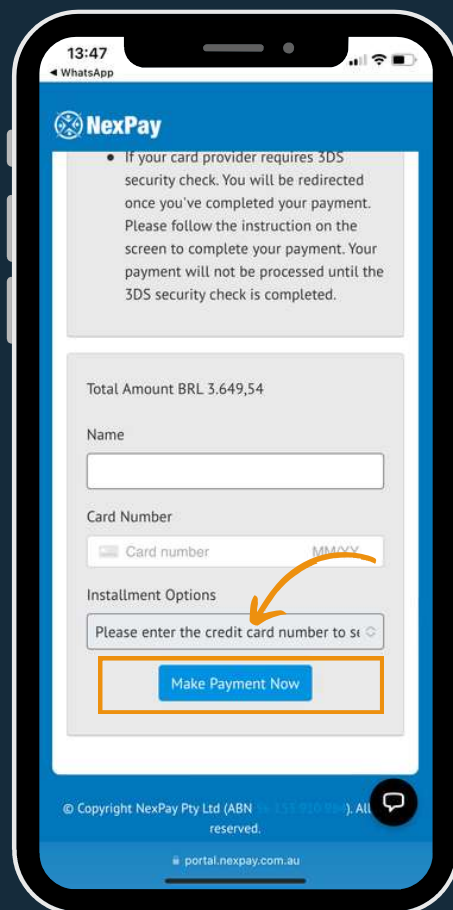 13:47
◀ WhatsApp
NexPay
• If your card provider requires 3DS
security check. You will be redirected
once you've completed your payment.
Please follow the instruction on the
screen to complete your payment. Your
payment will not be processed until the
3DS security check is completed.
Total Amount BRL 3.649,54
Name
Card Number
Card number MM/YY
Installment Options
Please enter the credit card number to se
Make Payment Now
© Copyright NexPay Pty Ltd (ABN ). All
reserved.
portal.nexpay.com.au